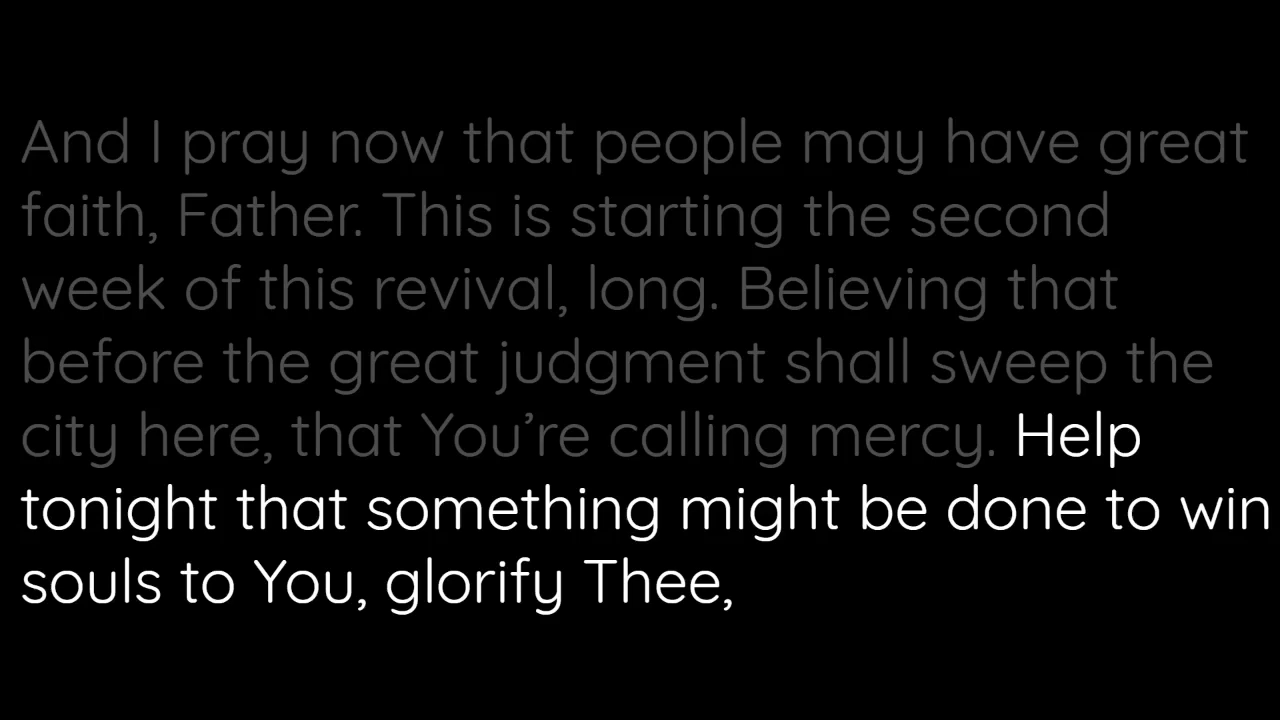 And I pray now that people may have great
faith, Father. This is starting the second
week of this revival, long. Believing that
before the great judgment shall sweep the
city here, that You’re calling mercy. Help
tonight that something might be done to win
souls to You, glorify Thee,